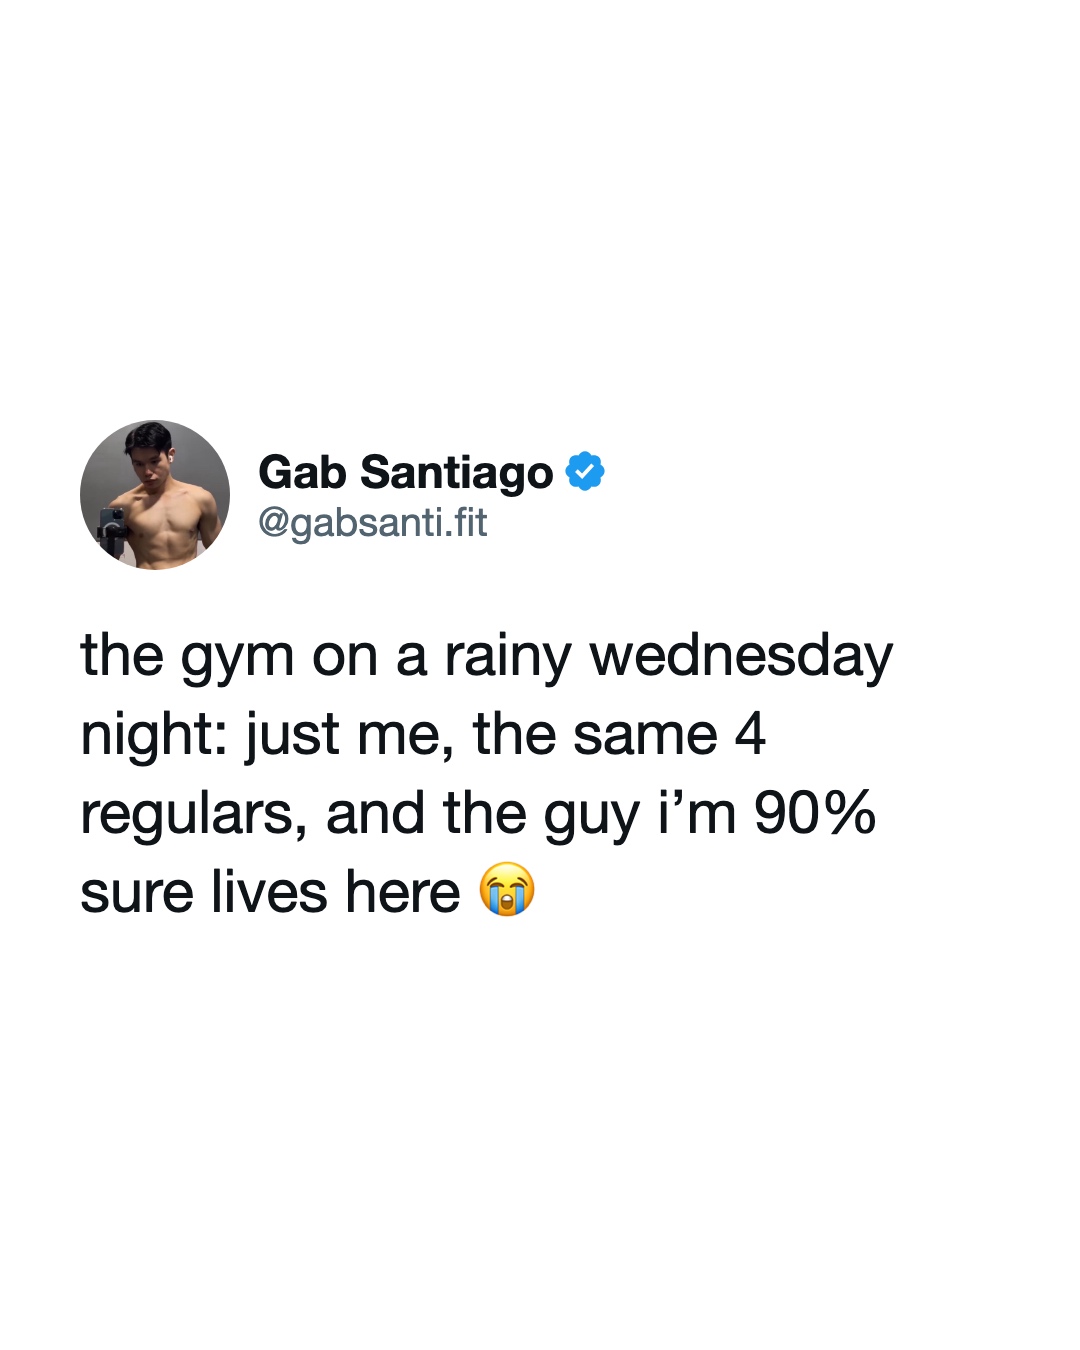 Gab Santiago
@gabsanti.fit
the gym on a rainy wednesday
night: just me, the same 4
regulars, and the guy i’m 90%
sure lives here 😭